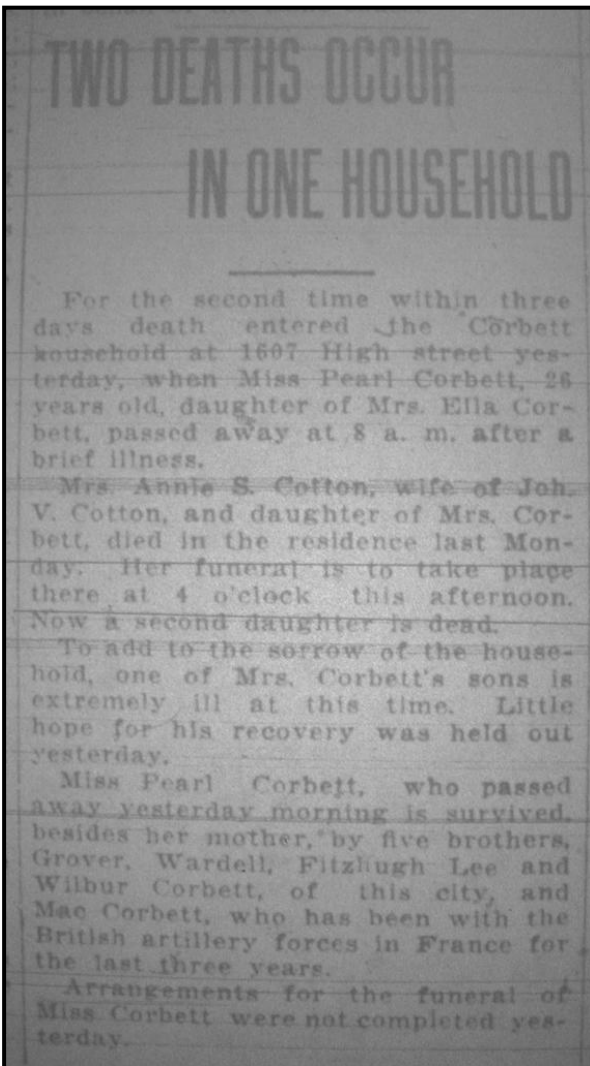 TWO DEATHS OCCUR
IN ONE HOUSEHOLD
For the second time within three
days death entered the Corbett
household at 1607 High street yes-
terday, when Miss Pearl Corbett, 26
years old, daughter of Mrs. Ella Cor-
bett, passed away at 8 a. m. after a
brief illness.
Mrs. Annie S. Cotton, wife of Joh.
V. Cotton, and daughter of Mrs. Cor-
bett, died in the residence last Mon-
day. Her funeral is to take place
there at 4 o'clock this afternoon.
Now a second daughter is dead.
To add to the sorrow of the house-
hold, one of Mrs. Corbett's sons is
extremely ill at this time. Little
hope for his recovery was held out
yesterday.
Miss Pearl Corbett, who passed
away yesterday morning is survived,
besides her mother, by five brothers,
Grover, Wardell, Fitzhugh Lee and
Wilbur Corbett, of this city, and
Mac Corbett, who has been with the
British artillery forces in France for
the last three years.
Arrangements for the funeral of
Miss Corbett were not completed yes-
terday.